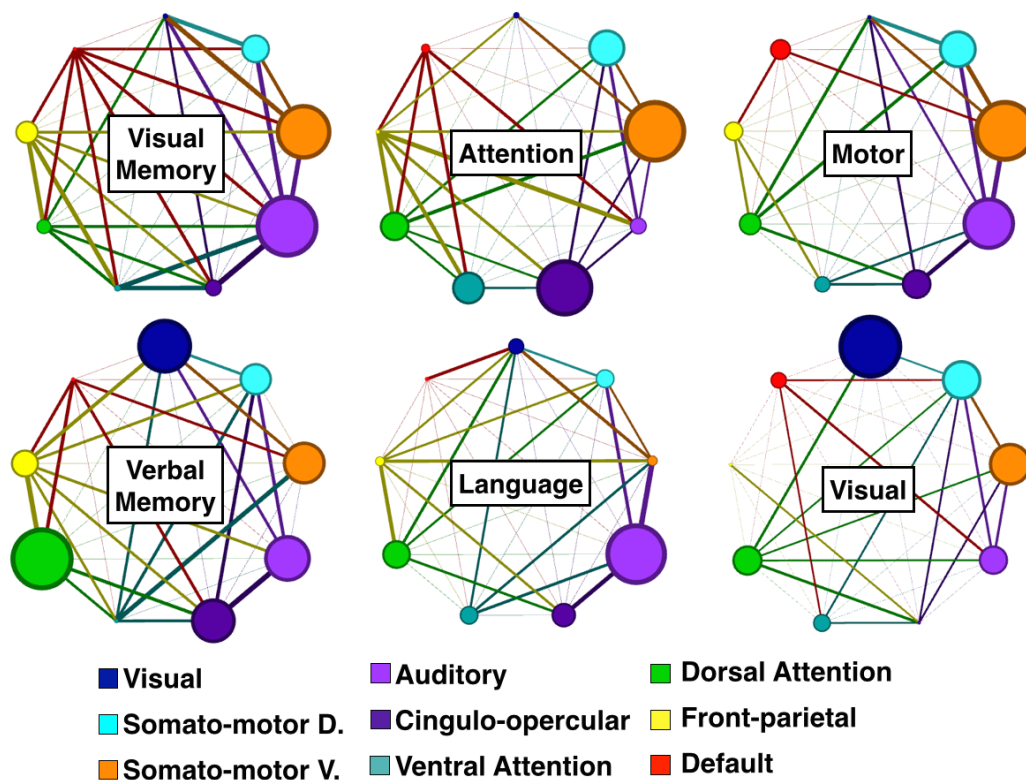 Visual
Memory
Attention
Motor
Verbal
Memory
Language
Visual
Visual
Somato-motor D.
Somato-motor V.
Auditory
Cingulo-opercular
Ventral Attention
Dorsal Attention
Front-parietal
Default